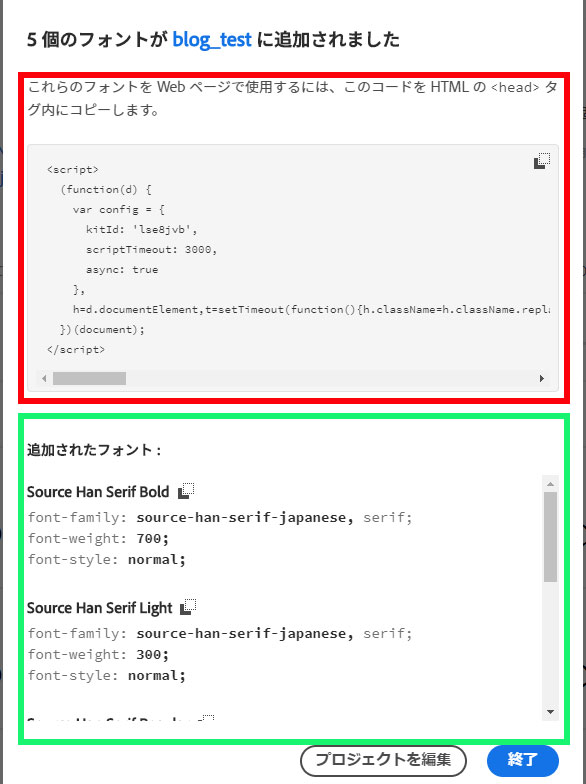 5 個のフォントが blog_test に追加されました
これらのフォントを Web ページで使用するには、このコードを HTML の <head> タ
グ内にコピーします。
<script>
(function(d) {
var config = {
kitId: 'lse8jvb',
scriptTimeout: 3000,
async: true
},
h=d.documentElement,t=setTimeout(function(){h.className=h.className.repla
})(document);
</script>
追加されたフォント :
Source Han Serif Bold
font-family: source-han-serif-japanese, serif;
font-weight: 700;
font-style: normal;
Source Han Serif Light
font-family: source-han-serif-japanese, serif;
font-weight: 300;
font-style: normal;
プロジェクトを編集
終了